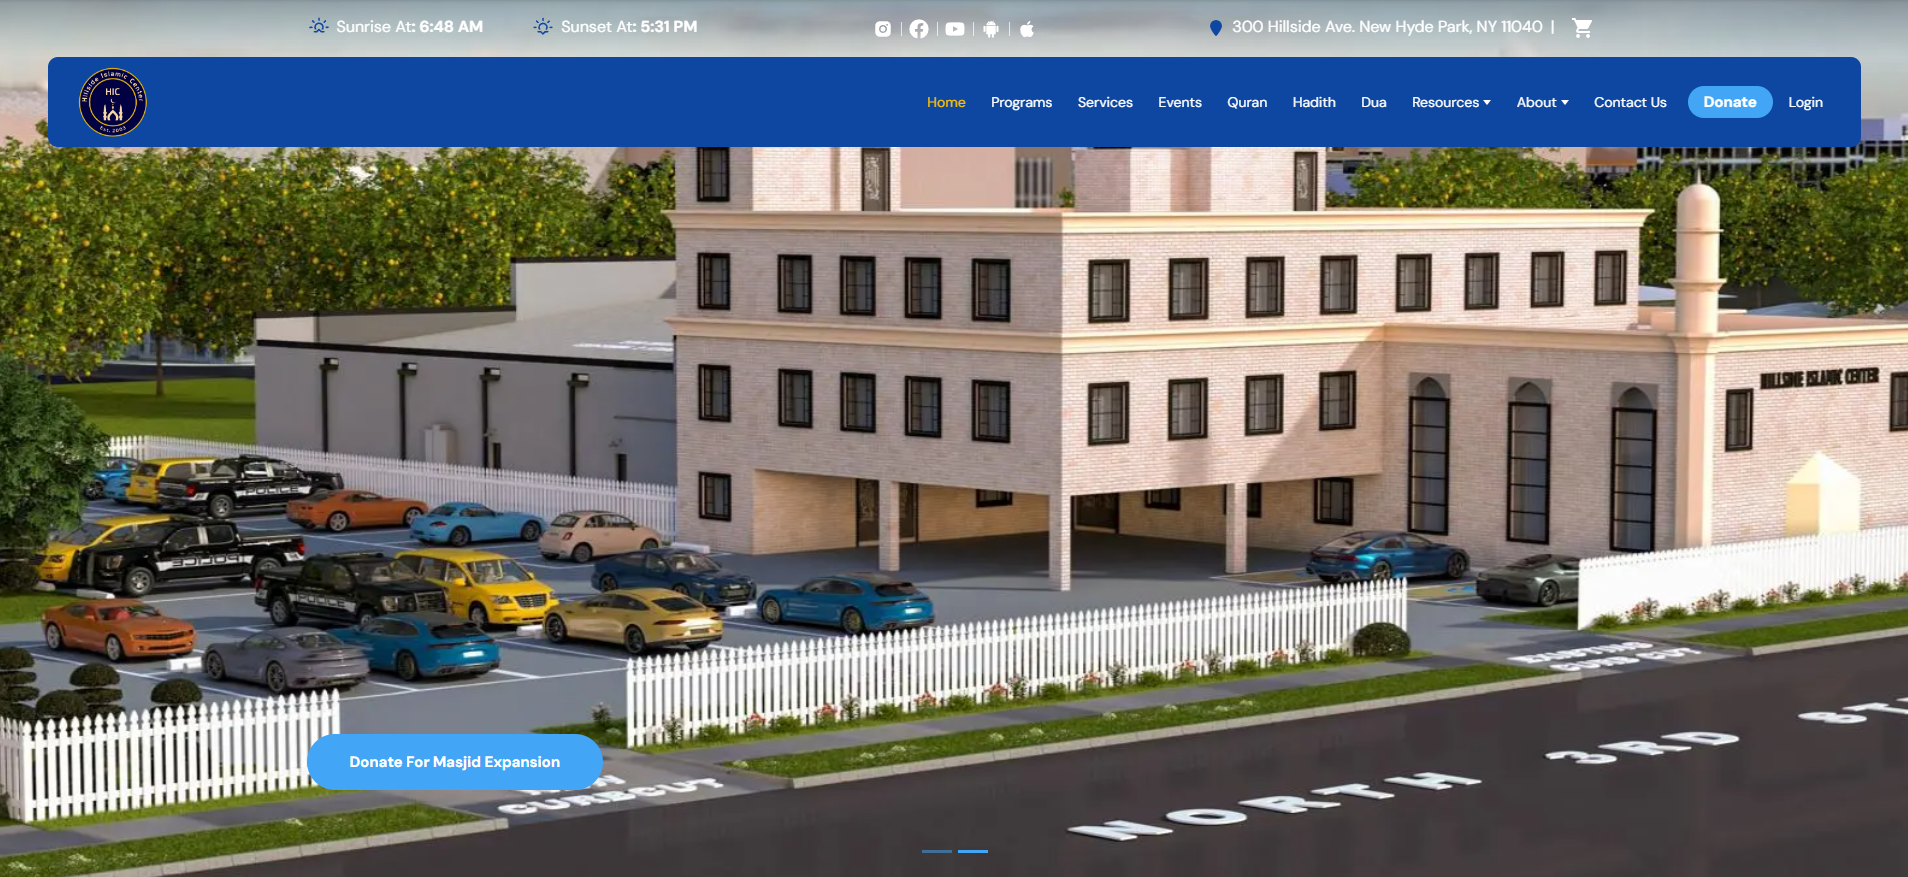 Sunrise At: 6:48 AM
Sunset At: 5:31 PM
300 Hillside Ave. New Hyde Park, NY 11040 |
Hillside Islamic Center
HIC
Est. 2003
Home
Programs
Services
Events
Quran
Hadith
Dua
Resources
About
Contact Us
Donate
Login
HILLSIDE ISLAMIC CENTER
POLICE
POLICE
POLICE
EXISTING
CURB CUT
Donate For Masjid Expansion
CURBCUT
NORTH 3RD